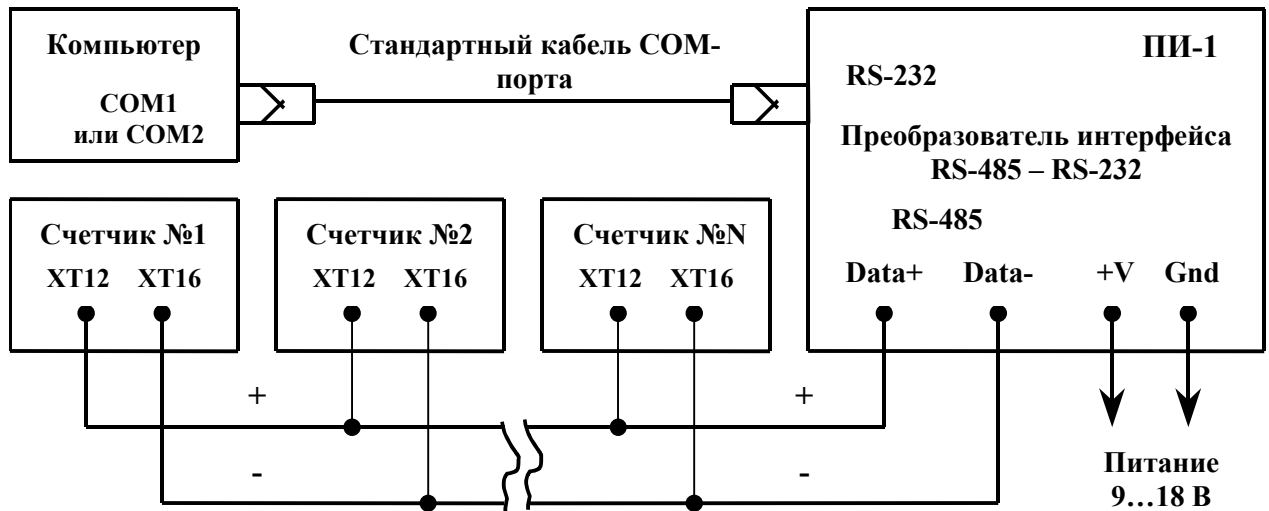 Компьютер
COM1
или COM2
Стандартный кабель COM-
порта
ПИ-1
RS-232
Преобразователь интерфейса
RS-485 – RS-232
RS-485
Data+ Data- +V Gnd
Счетчик №1
XT12 XT16
Счетчик №2
XT12 XT16
Счетчик №N
XT12 XT16
+ +
- -
Питание
9…18 В